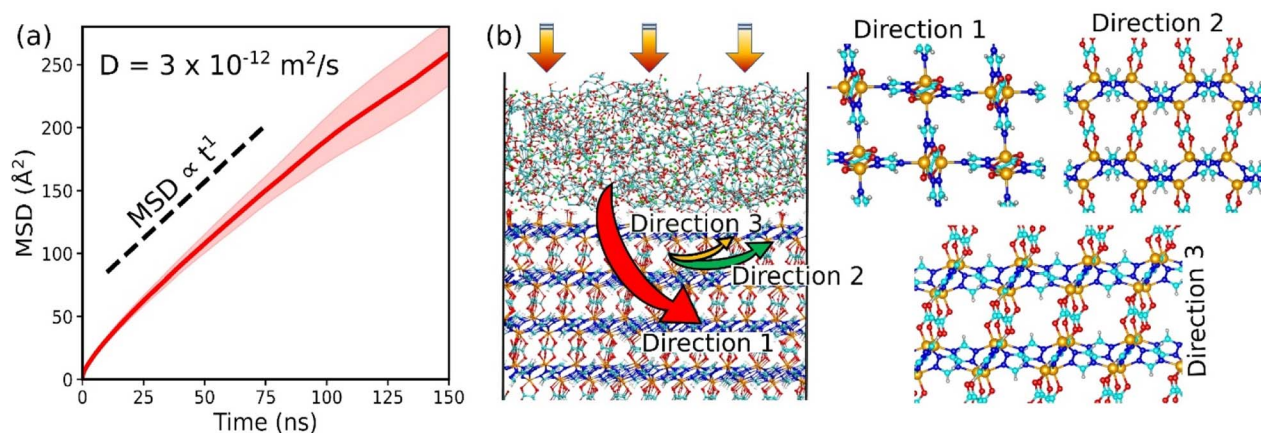 (a)
D = 3 x 10⁻¹² m²/s
MSD ∝ t¹
MSD (Å²)
250
200
150
100
50
0
0 25 50 75 100 125 150
Time (ns)
(b)
Direction 3
Direction 2
Direction 1
Direction 1
Direction 2
Direction 3